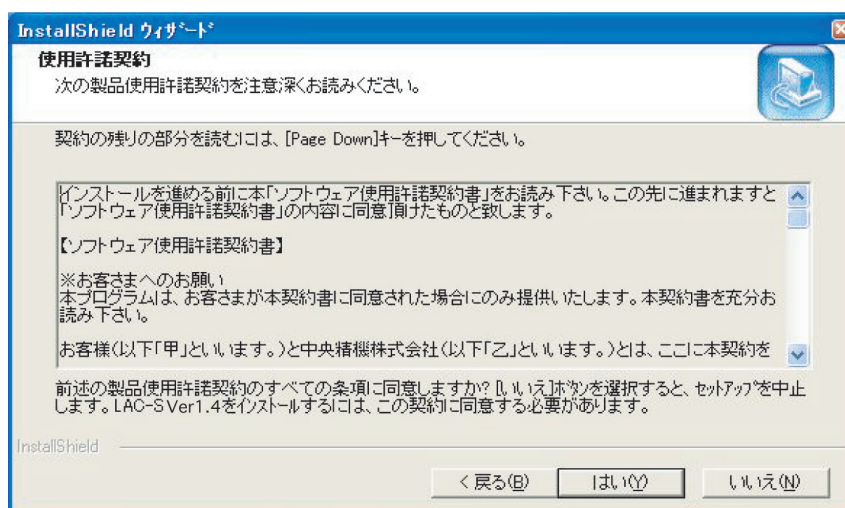 InstallShield ウィザード
使用許諾契約
次の製品使用許諾契約を注意深くお読みください。
契約の残りの部分を読むには、[Page Down]キーを押してください。
インストールを進める前に本「ソフトウェア使用許諾契約書」をお読み下さい。この先に進まれますと
「ソフトウェア使用許諾契約書」の内容に同意頂けたものと致します。
【ソフトウェア使用許諾契約書】
※お客さまへのお願い
本プログラムは、お客さまが本契約書に同意された場合にのみ提供いたします。本契約書を充分お
読み下さい。
お客様(以下「甲」といいます。)と中央精機株式会社(以下「乙」といいます。)とは、ここに本契約を
前述の製品使用許諾契約のすべての条項に同意しますか? [いいえ]ボタンを選択すると、セットアップを中止
します。LAC-S Ver1.4をインストールするには、この契約に同意する必要があります。
InstallShield
< 戻る(B)
はい(Y)
いいえ(N)